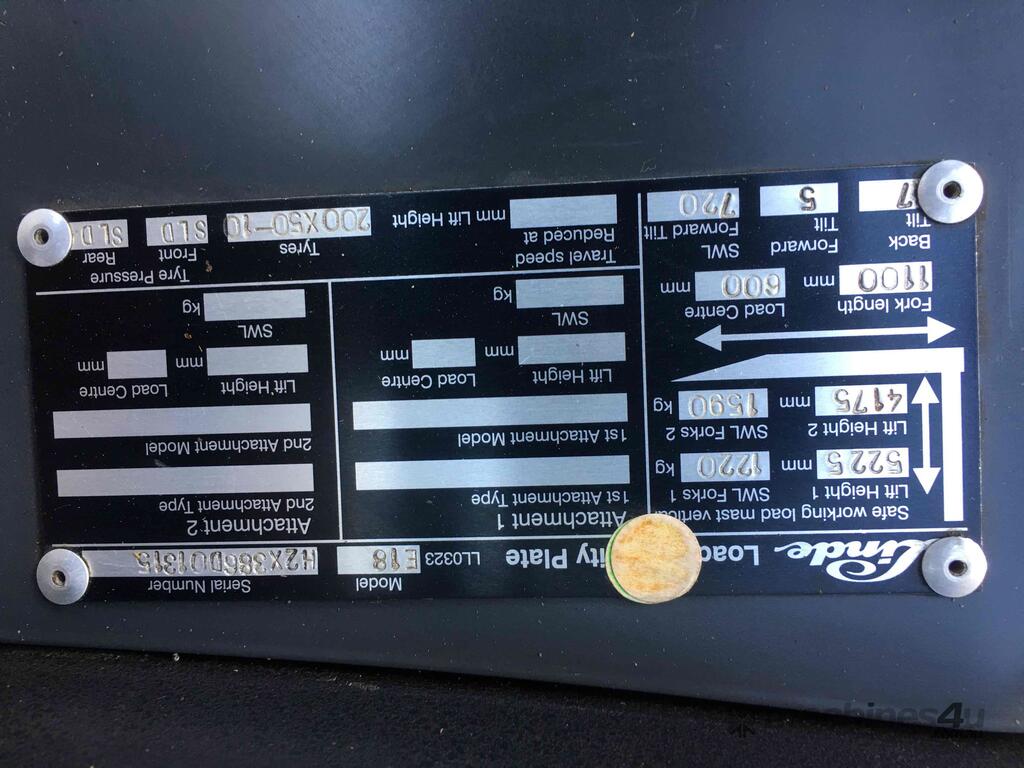 Linde Load ity Plate LL0323 Model E18 Serial Number H2X386D01315
Safe working load mast vertical
Lift Height 1 5225 mm
SWL Forks 1 1220 kg
Lift Height 2 4175 mm
SWL Forks 2 1590 kg
Fork length 1100 mm
Load Centre 600 mm
Back Tilt 7
Forward Tilt 5
SWL Forward Tilt 720
Attachment 1
1st Attachment Type
1st Attachment Model
Lift Height mm
Load Centre mm
SWL kg
Attachment 2
2nd Attachment Type
2nd Attachment Model
Lift Height mm
Load Centre mm
SWL kg
Travel speed
Reduced at mm Lift Height
Tyres 200X50-10
Tyre Pressure
Front SLD
Rear SLD
machines4u